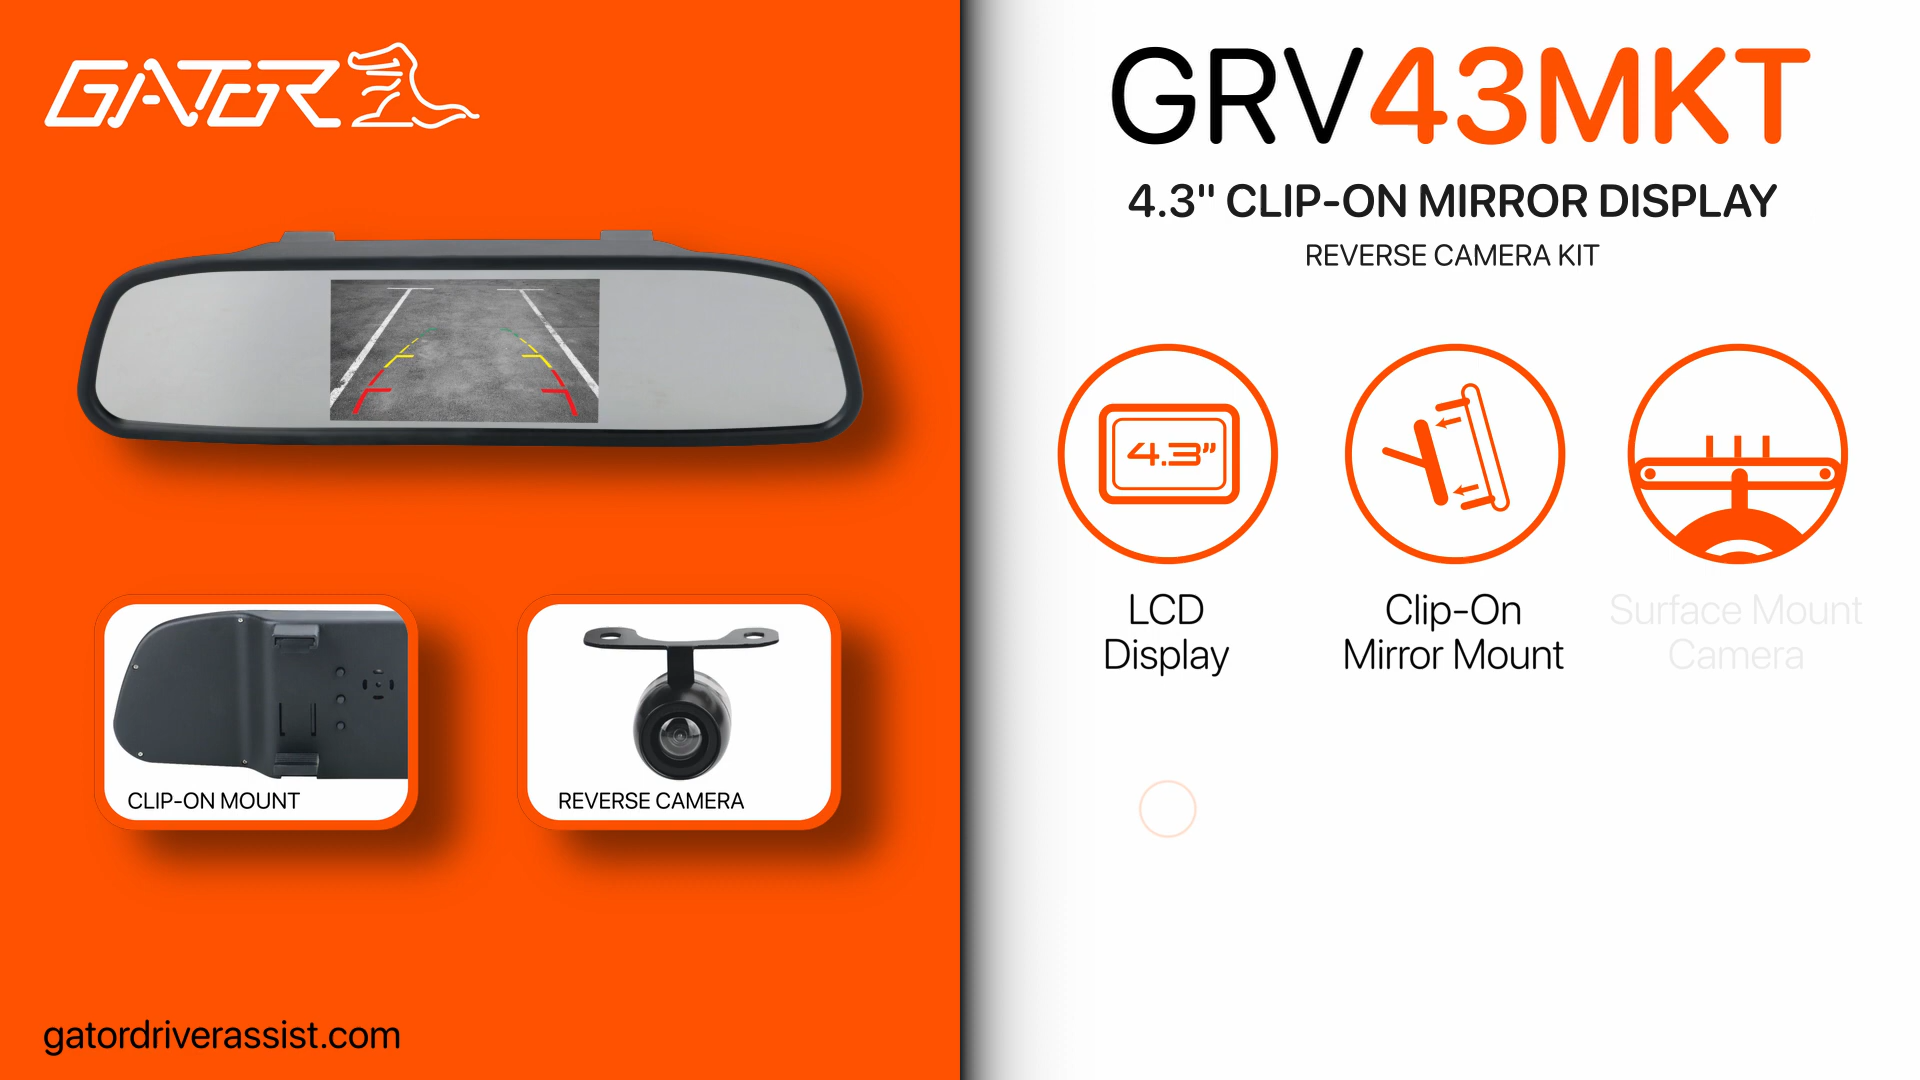 GATOR
CLIP-ON MOUNT
REVERSE CAMERA
gatordriverassist.com
GRV43MKT
4.3" CLIP-ON MIRROR DISPLAY
REVERSE CAMERA KIT
4.3”
LCD
Display
Clip-On
Mirror Mount
Surface Mount
Camera